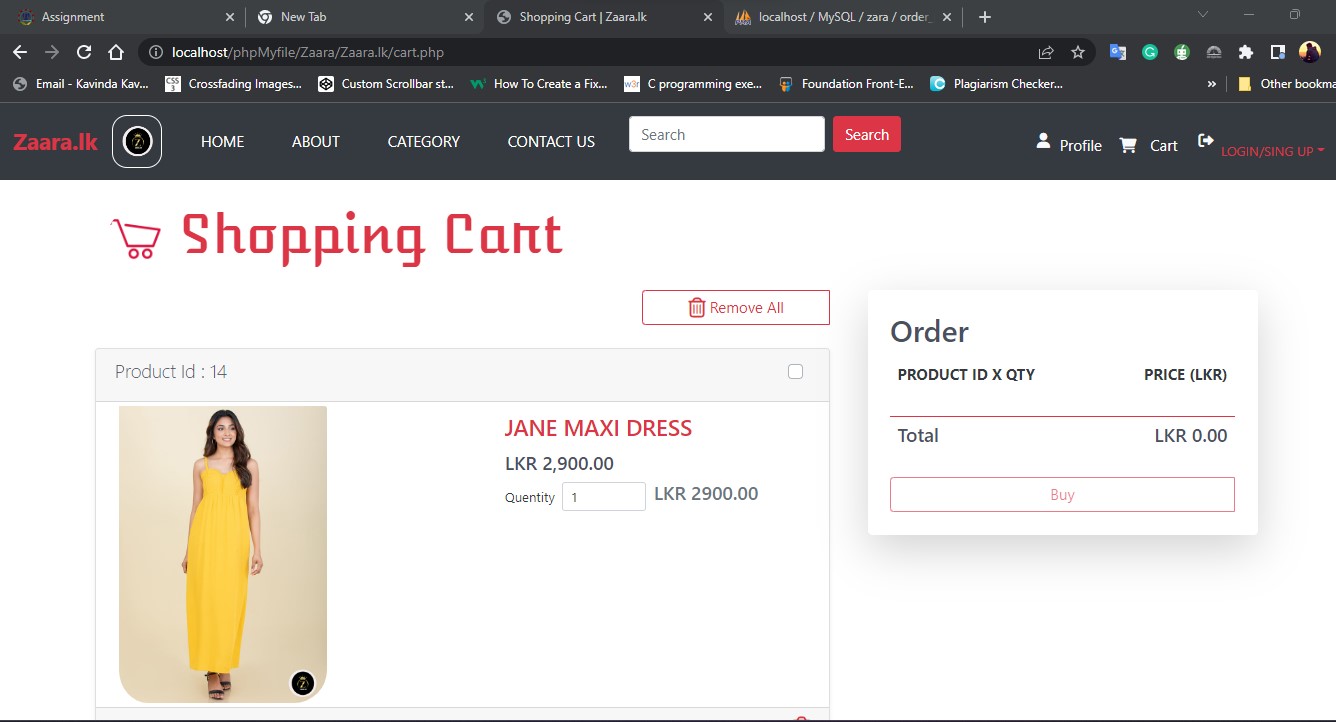 Assignment
New Tab
Shopping Cart | Zaara.lk
localhost / MySQL / zara / order_
localhost/phpMyfile/Zaara/Zaara.lk/cart.php
Email - Kavinda Kav...
CSS 3
Crossfading Images...
Custom Scrollbar st...
How To Create a Fix...
w3r
C programming exe...
Foundation Front-E...
Plagiarism Checker...
»
Other bookma
Zaara.lk
HOME
ABOUT
CATEGORY
CONTACT US
Search
Search
Profile
Cart
LOGIN/SING UP
Shopping Cart
Remove All
Product Id : 14
JANE MAXI DRESS
LKR 2,900.00
Quentity 1 LKR 2900.00
Order
PRODUCT ID X QTY PRICE (LKR)
Total LKR 0.00
Buy